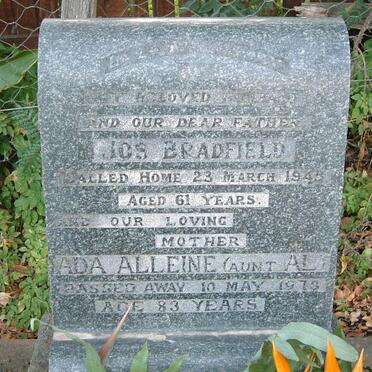 BELOVED
AND OUR DEAR FATHER
JOS BRADFIELD
CALLED HOME 23 MARCH
AGED 61 YEARS.
AND OUR LOVING
MOTHER
ADA ALLEINE (AUNT AL
PASSED AWAY 10 MAY 1979
AGE 83 YEARS